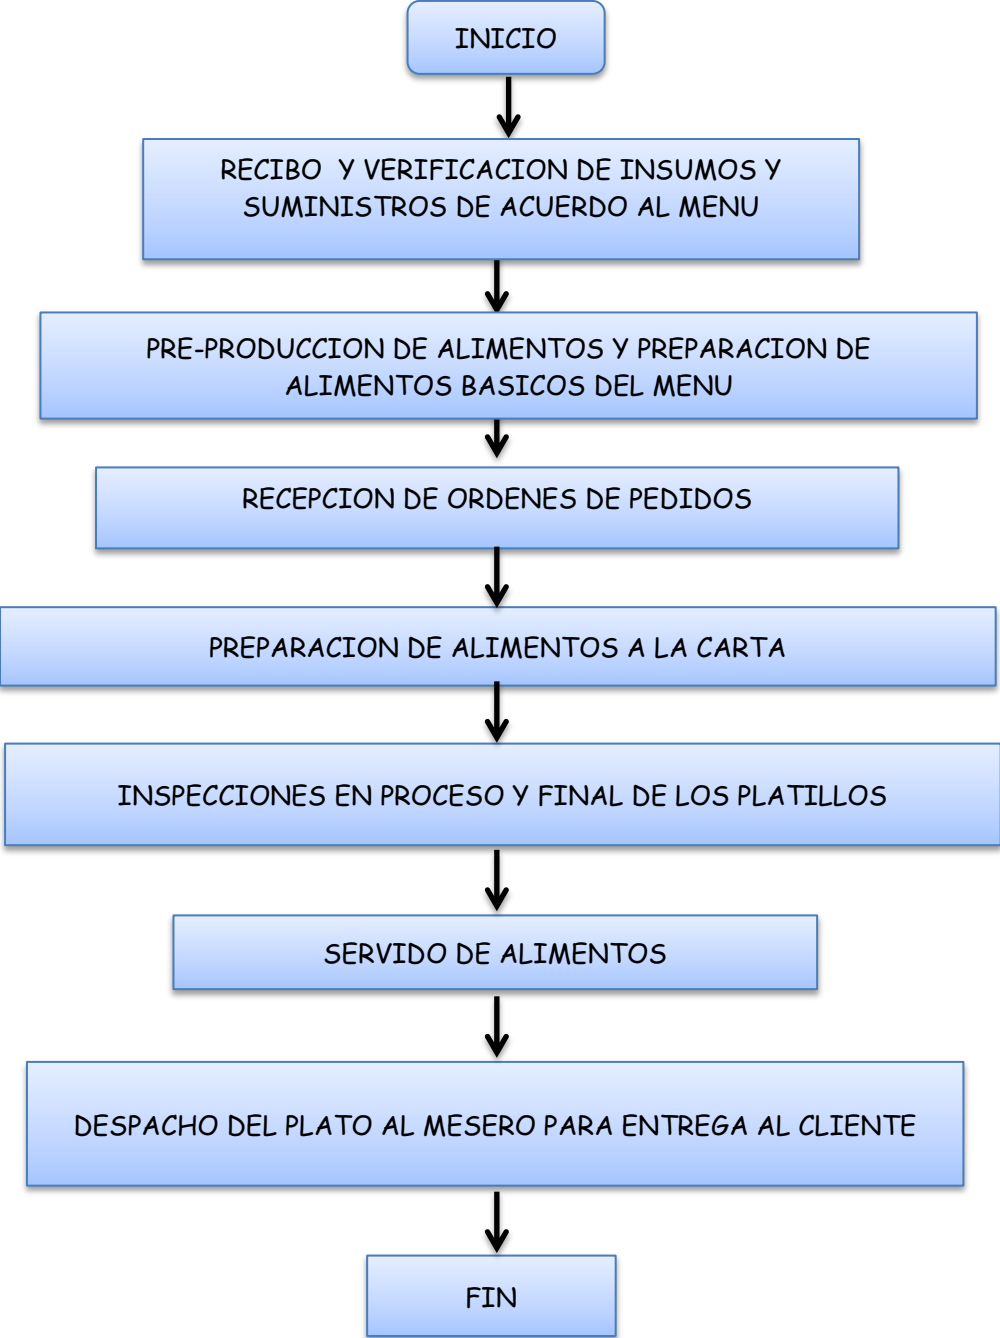 INICIO
RECIBO Y VERIFICACION DE INSUMOS Y
SUMINISTROS DE ACUERDO AL MENU
PRE-PRODUCCION DE ALIMENTOS Y PREPARACION DE
ALIMENTOS BASICOS DEL MENU
RECEPCION DE ORDENES DE PEDIDOS
PREPARACION DE ALIMENTOS A LA CARTA
INSPECCIONES EN PROCESO Y FINAL DE LOS PLATILLOS
SERVIDO DE ALIMENTOS
DESPACHO DEL PLATO AL MESERO PARA ENTREGA AL CLIENTE
FIN